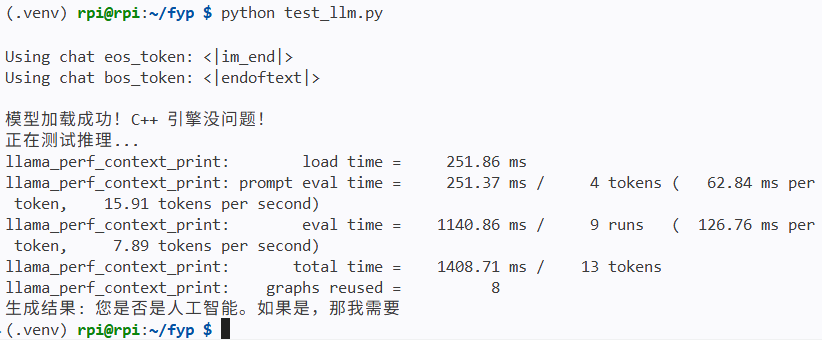 (.venv) rpi@rpi:~/fyp $ python test_llm.py
Using chat eos_token: <|im_end|>
Using chat bos_token: <|endoftext|>
模型加载成功！C++ 引擎没问题！
正在测试推理...
llama_perf_context_print:        load time =     251.86 ms
llama_perf_context_print: prompt eval time =     251.37 ms /     4 tokens (   62.84 ms per
 token,    15.91 tokens per second)
llama_perf_context_print:        eval time =    1140.86 ms /     9 runs   (  126.76 ms per
 token,     7.89 tokens per second)
llama_perf_context_print:       total time =    1408.71 ms /    13 tokens
llama_perf_context_print:    graphs reused =          8
生成结果: 您是否是人工智能。如果是，那我需要
(.venv) rpi@rpi:~/fyp $